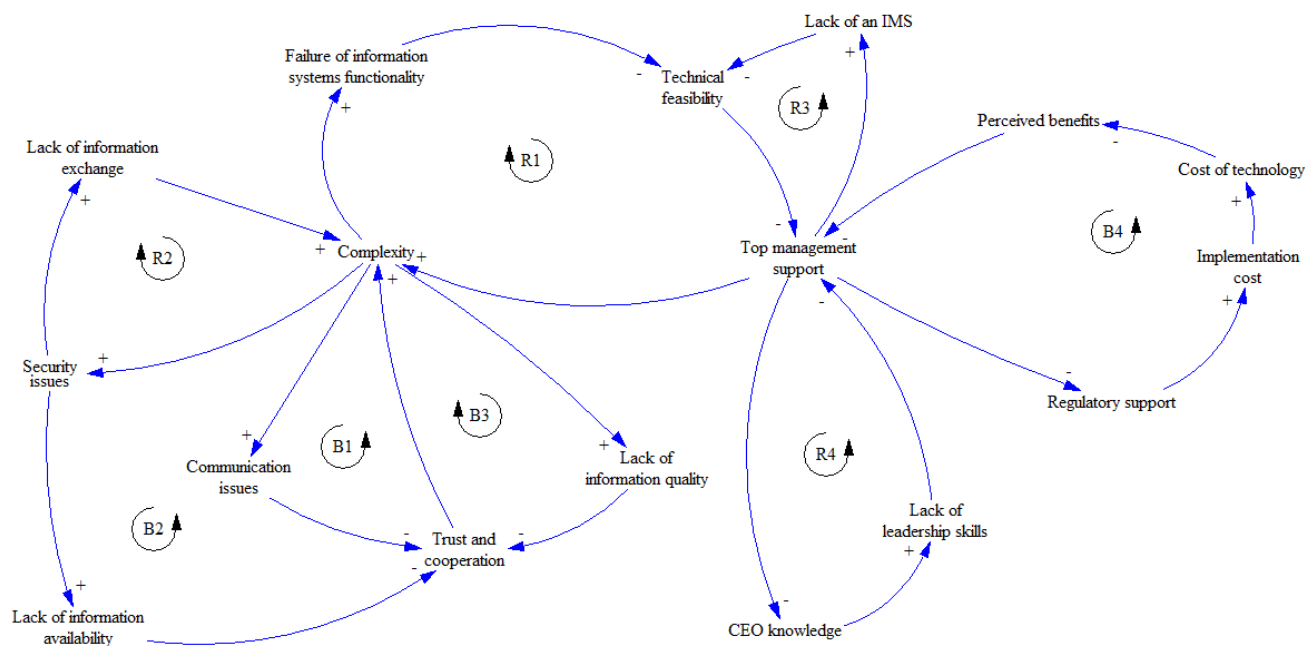 Lack of an IMS
+
Failure of information
systems functionality
-
Technical
feasibility
-
+
R3
Perceived benefits
-
Cost of technology
+
Lack of information
exchange
+
R1
R2
+
Complexity
+
+
-
Top management
support
-
-
B4
Implementation
cost
+
Security
issues
+
-
Regulatory support
B3
B1
+
Communication
issues
+
Lack of
information quality
R4
Lack of
leadership skills
+
B2
-
Trust and
cooperation
-
-
+
Lack of information
availability
-
CEO knowledge